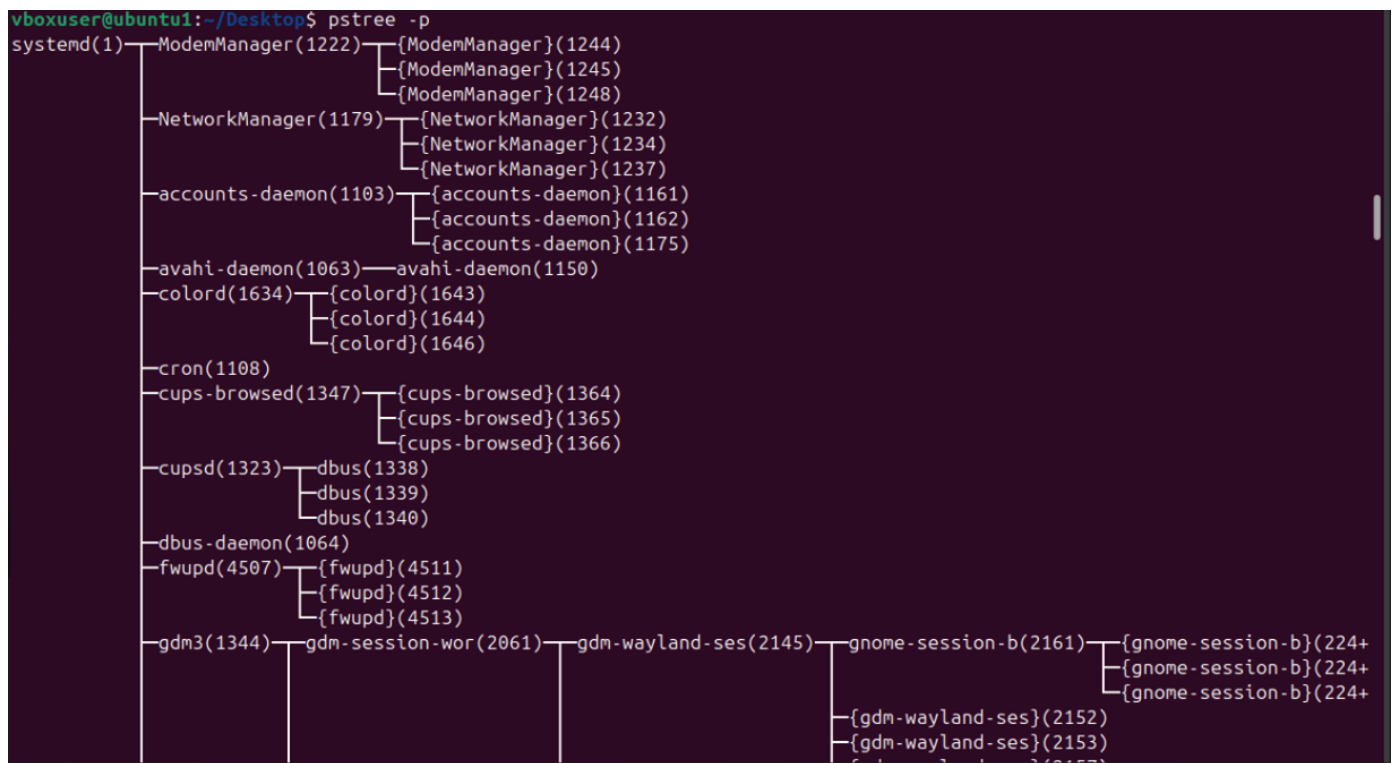 vboxuser@ubuntu1:~/Desktop$ pstree -p
systemd(1)─┬─ModemManager(1222)─┬─{ModemManager}(1244)
           │                    ├─{ModemManager}(1245)
           │                    └─{ModemManager}(1248)
           ├─NetworkManager(1179)─┬─{NetworkManager}(1232)
           │                      ├─{NetworkManager}(1234)
           │                      └─{NetworkManager}(1237)
           ├─accounts-daemon(1103)─┬─{accounts-daemon}(1161)
           │                       ├─{accounts-daemon}(1162)
           │                       └─{accounts-daemon}(1175)
           ├─avahi-daemon(1063)───avahi-daemon(1150)
           ├─colord(1634)─┬─{colord}(1643)
           │              ├─{colord}(1644)
           │              └─{colord}(1646)
           ├─cron(1108)
           ├─cups-browsed(1347)─┬─{cups-browsed}(1364)
           │                    ├─{cups-browsed}(1365)
           │                    └─{cups-browsed}(1366)
           ├─cupsd(1323)─┬─dbus(1338)
           │             ├─dbus(1339)
           │             └─dbus(1340)
           ├─dbus-daemon(1064)
           ├─fwupd(4507)─┬─{fwupd}(4511)
           │             ├─{fwupd}(4512)
           │             └─{fwupd}(4513)
           ├─gdm3(1344)─┬─gdm-session-wor(2061)─┬─gdm-wayland-ses(2145)─┬─gnome-session-b(2161)─┬─{gnome-session-b}(224+
           │            │                       │                       │                       ├─{gnome-session-b}(224+
           │            │                       │                       │                       └─{gnome-session-b}(224+
           │            │                       │                       ├─{gdm-wayland-ses}(2152)
           │            │                       │                       ├─{gdm-wayland-ses}(2153)